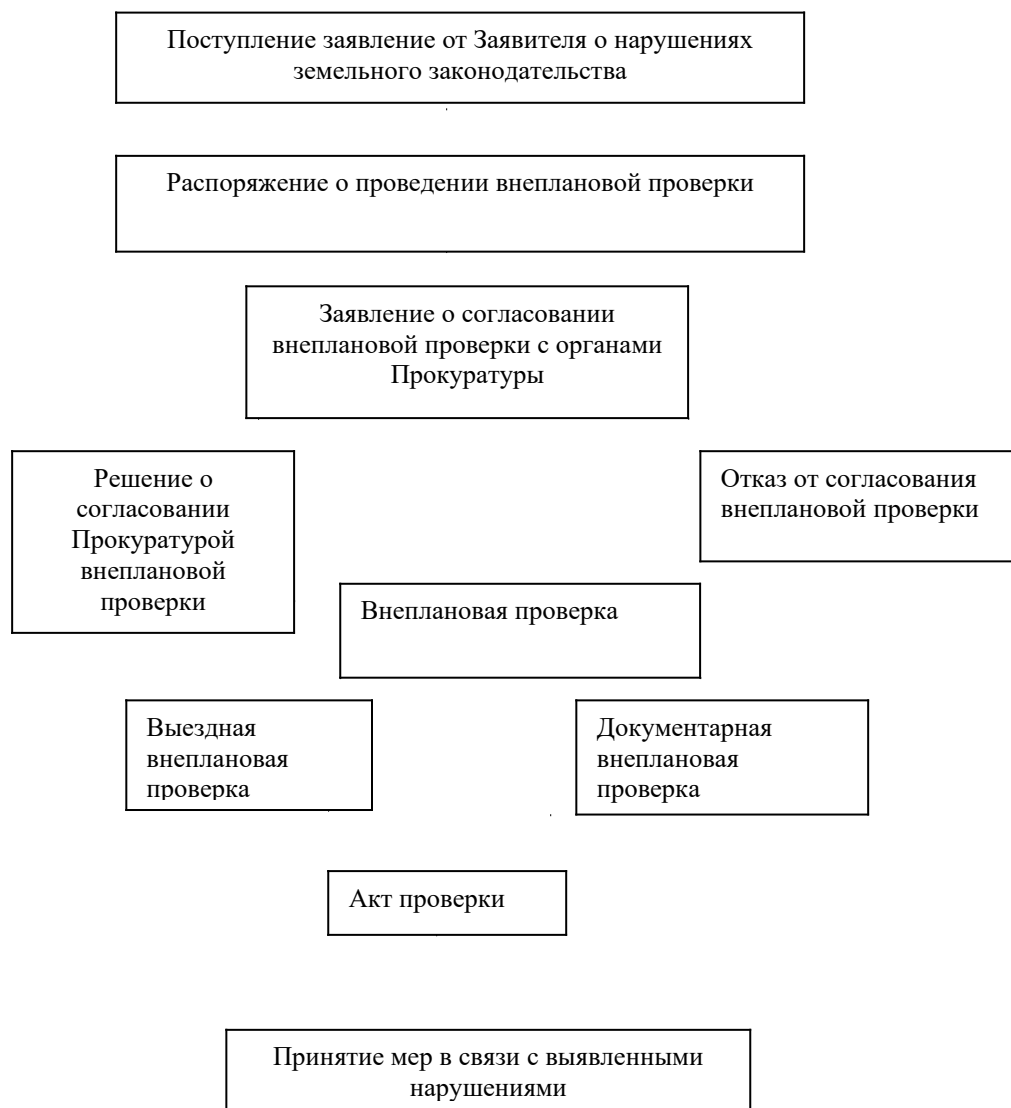 Поступление заявление от Заявителя о нарушениях
земельного законодательства
Распоряжение о проведении внеплановой проверки
Заявление о согласовании
внеплановой проверки с органами
Прокуратуры
Решение о
согласовании
Прокуратурой
внеплановой
проверки
Отказ от согласования
внеплановой проверки
Внеплановая проверка
Выездная
внеплановая
проверка
Документарная
внеплановая
проверка
Акт проверки
Принятие мер в связи с выявленными
нарушениями